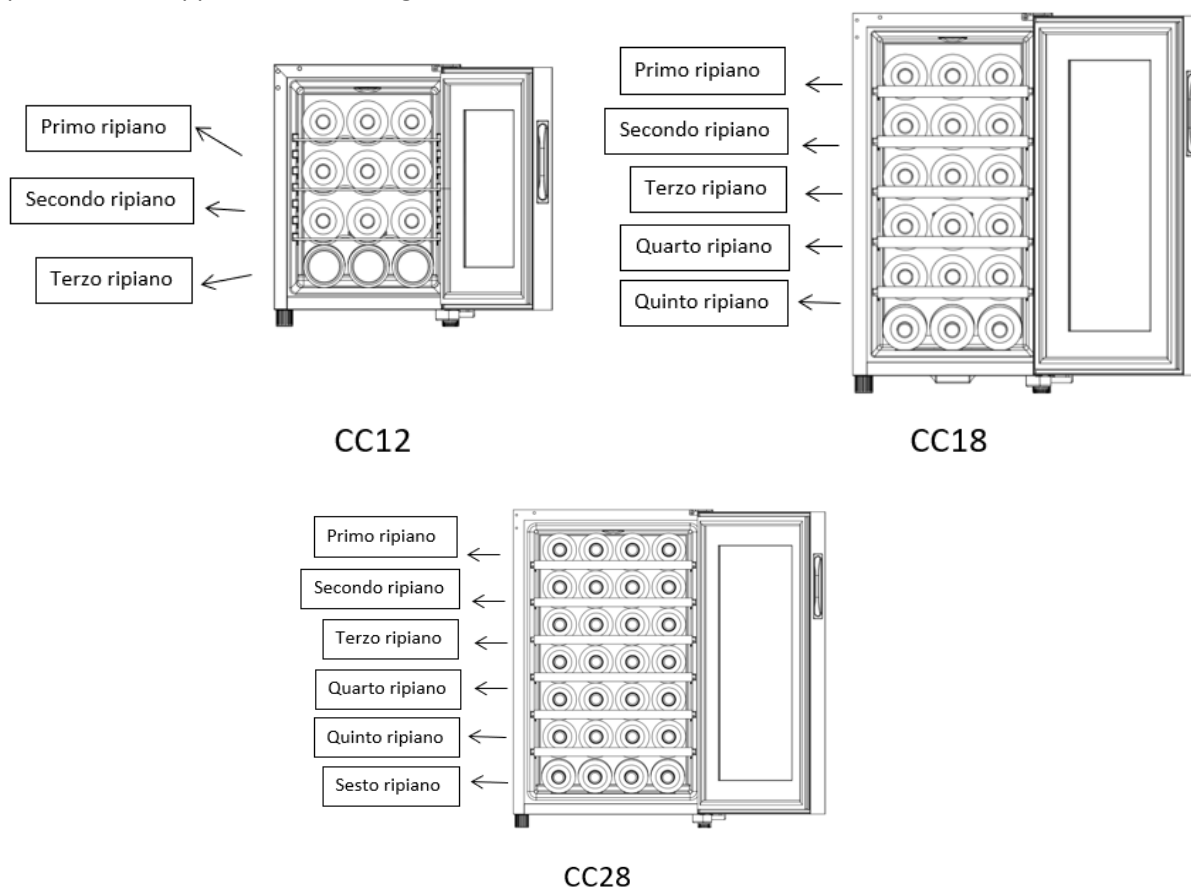 Primo ripiano
Secondo ripiano
Terzo ripiano
CC12
Primo ripiano
Secondo ripiano
Terzo ripiano
Quarto ripiano
Quinto ripiano
CC18
Primo ripiano
Secondo ripiano
Terzo ripiano
Quarto ripiano
Quinto ripiano
Sesto ripiano
CC28